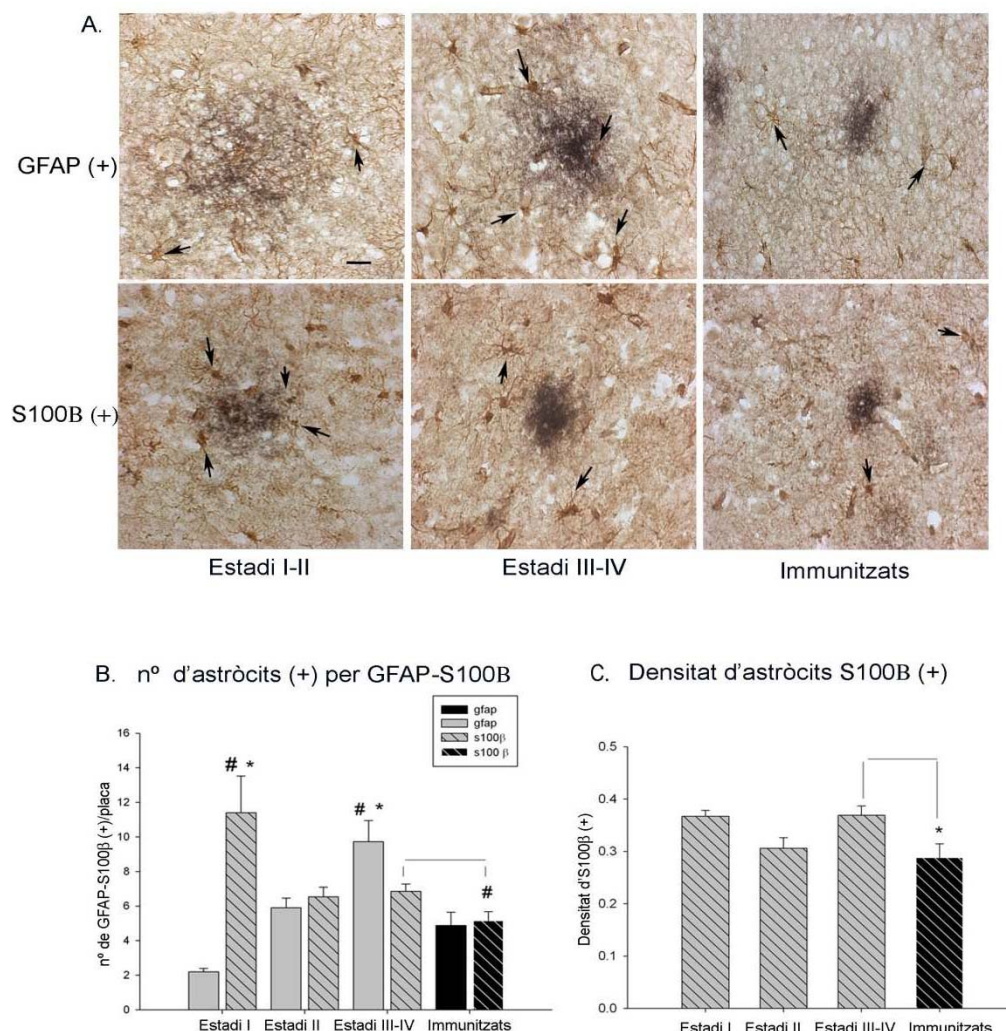 A.
GFAP (+)
S100B (+)
Estadi I-II Estadi III-IV Immunitzats
B. nº d'astròcits (+) per GFAP-S100B
gfap
gfap
s100β
s100 β
nº de GFAP-S100β (+)/placa
16
14
12
10
8
6
4
2
0
# *
# *
#
Estadi I Estadi II Estadi III-IV Immunitzats
C. Densitat d'astròcits S100B (+)
Densitat d'S100β (+)
0.5
0.4
0.3
0.2
0.1
0.0
*
Estadi I Estadi II Estadi III-IV Immunitzats